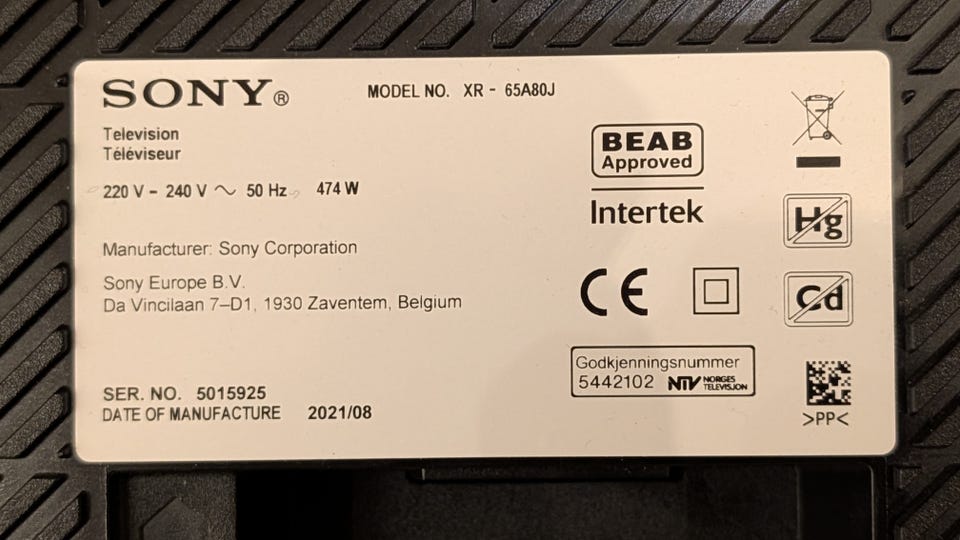 SONY®
MODEL NO. XR - 65A80J
Television
Téléviseur
220 V - 240 V ~ 50 Hz 474 W
Manufacturer: Sony Corporation
Sony Europe B.V.
Da Vincilaan 7–D1, 1930 Zaventem, Belgium
SER. NO. 5015925
DATE OF MANUFACTURE 2021/08
BEAB
Approved
Intertek
CE
Godkjenningsnummer
5442102 NTV NORGES
TELEVISJON
Hg
Cd
>PP<